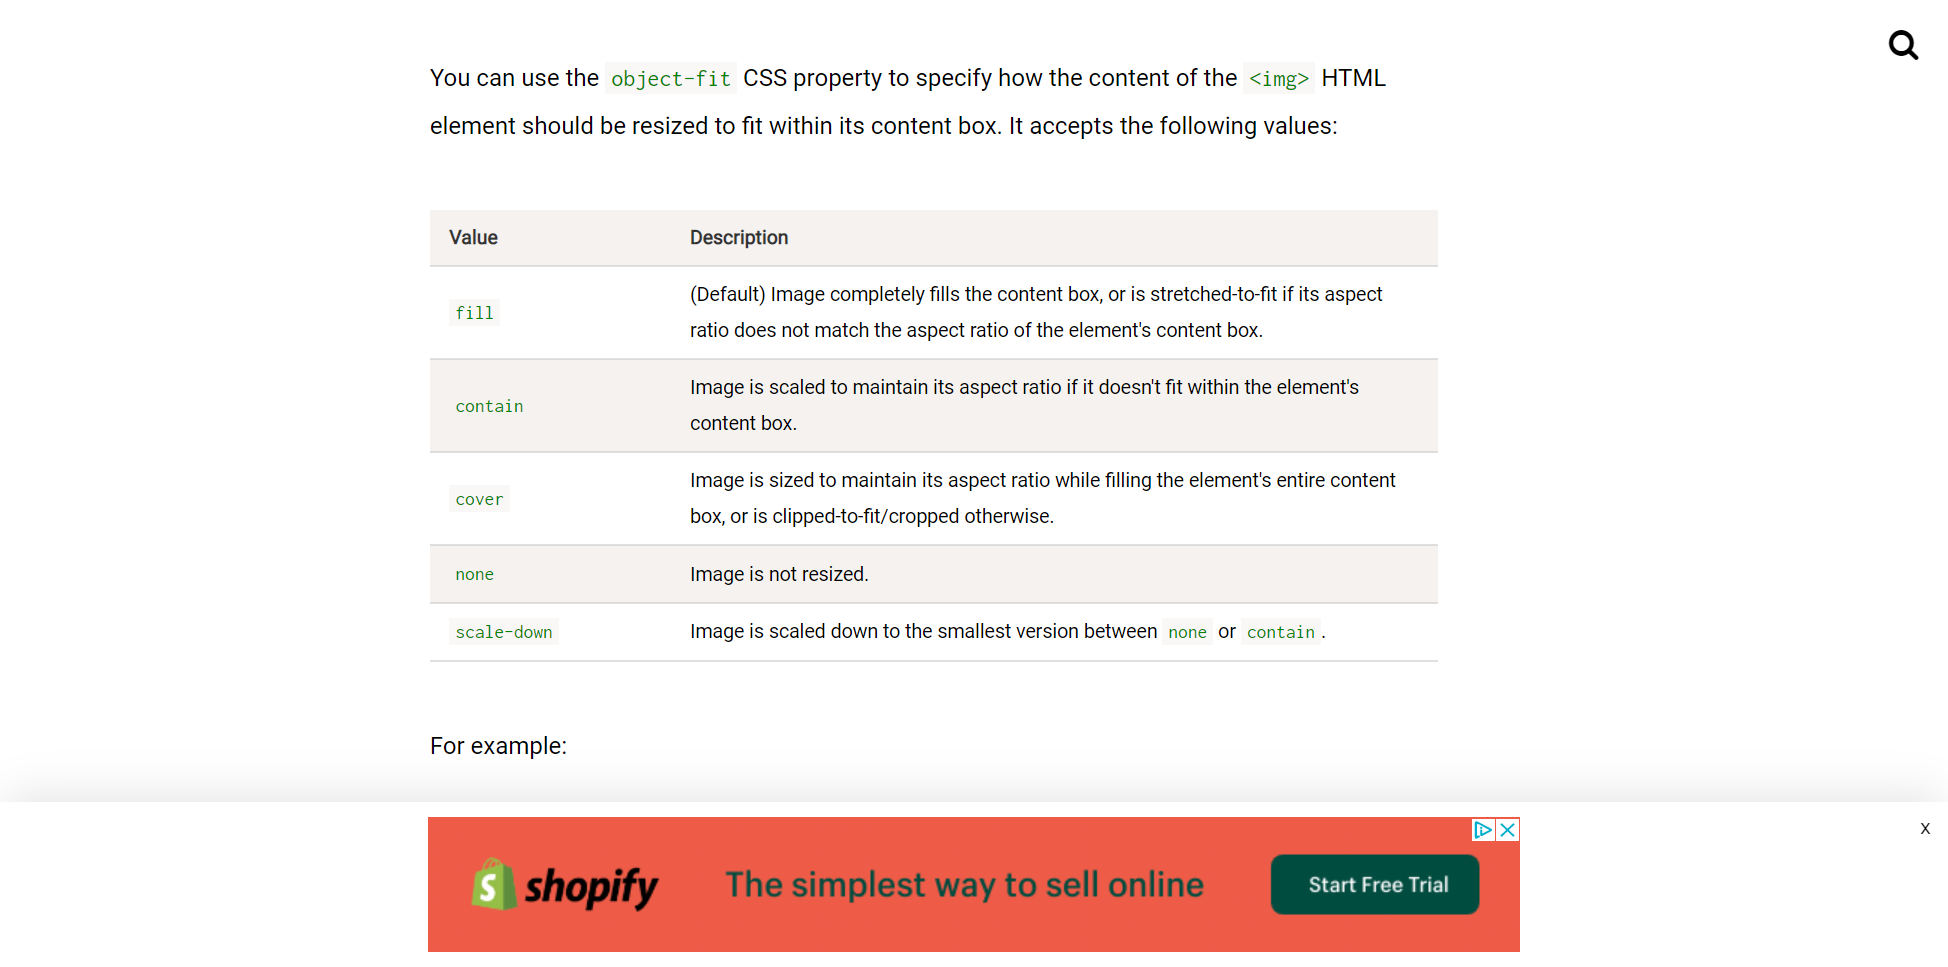 You can use the object-fit CSS property to specify how the content of the <img> HTML
element should be resized to fit within its content box. It accepts the following values:
Value Description
fill (Default) Image completely fills the content box, or is stretched-to-fit if its aspect
ratio does not match the aspect ratio of the element's content box.
contain Image is scaled to maintain its aspect ratio if it doesn't fit within the element's
content box.
cover Image is sized to maintain its aspect ratio while filling the element's entire content
box, or is clipped-to-fit/cropped otherwise.
none Image is not resized.
scale-down Image is scaled down to the smallest version between none or contain.
For example:
X
S shopify The simplest way to sell online Start Free Trial